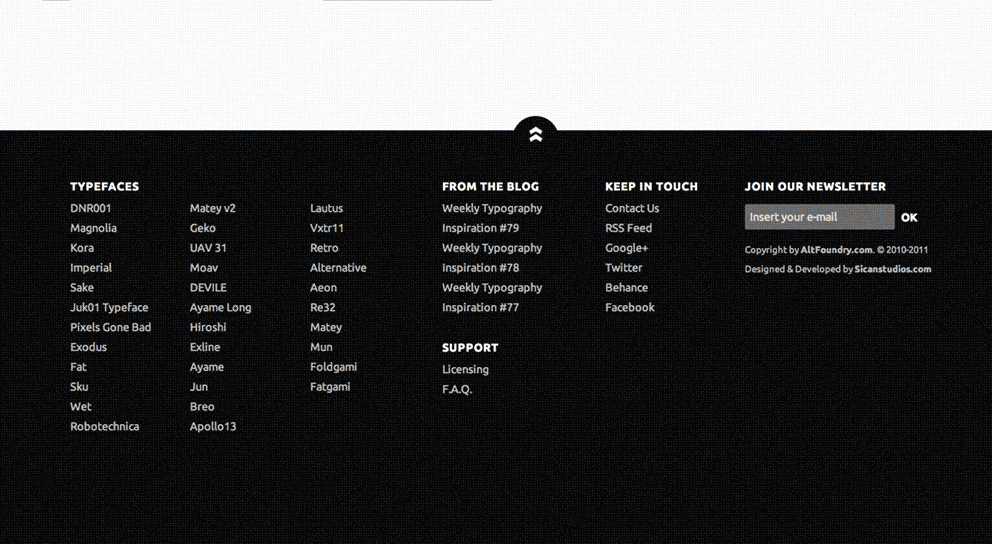 TYPEFACES
DNR001
Magnolia
Kora
Imperial
Sake
Juk01 Typeface
Pixels Gone Bad
Exodus
Fat
Sku
Wet
Robotechnica
Matey v2
Geko
UAV 31
Moav
DEVILE
Ayame Long
Hiroshi
Exline
Ayame
Jun
Breo
Apollo13
Lautus
Vxtr11
Retro
Alternative
Aeon
Re32
Matey
Mun
Foldgami
Fatgami
FROM THE BLOG
Weekly Typography
Inspiration #79
Weekly Typography
Inspiration #78
Weekly Typography
Inspiration #77
SUPPORT
Licensing
F.A.Q.
KEEP IN TOUCH
Contact Us
RSS Feed
Google+
Twitter
Behance
Facebook
JOIN OUR NEWSLETTER
Insert your e-mail OK
Copyright by AltFoundry.com. © 2010-2011
Designed & Developed by Sicanstudios.com